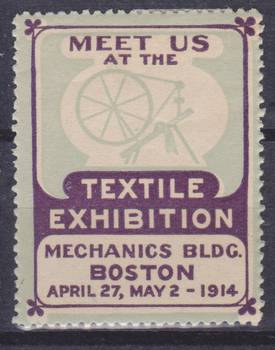 MEET US
AT THE
TEXTILE
EXHIBITION
MECHANICS BLDG.
BOSTON
APRIL 27, MAY 2 - 1914